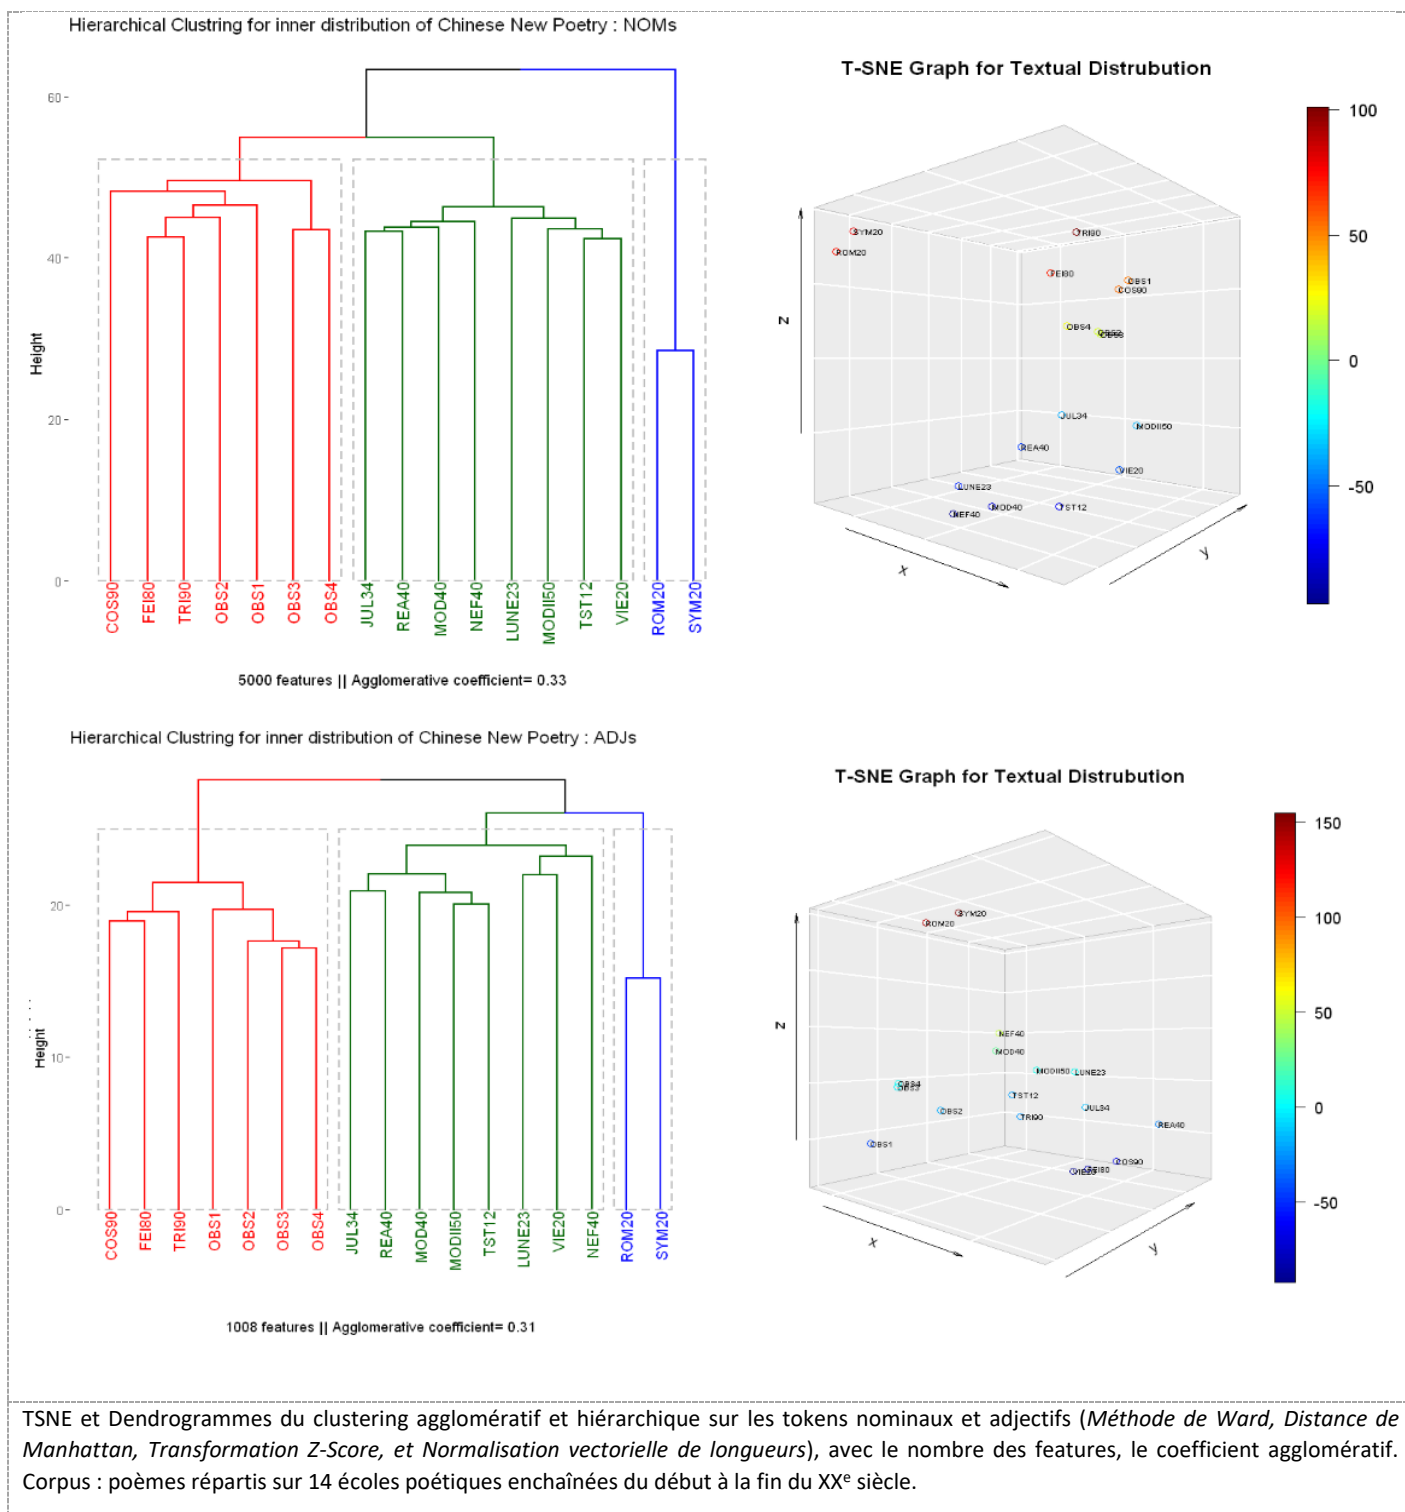 Hierarchical Clustring for inner distribution of Chinese New Poetry : NOMs
60
40
20
0
Height
COS90
FEI80
TRI90
OBS2
OBS1
OBS3
OBS4
JUL34
REA40
MOD40
NEF40
LUNE23
MODII50
TST12
VIE20
ROM20
SYM20
5000 features || Agglomerative coefficient= 0.33
T-SNE Graph for Textual Distrubution
SYM20
ROM20
TRI90
FEI80
OBS1
COS90
OBS4
OBS2
JUL34
MODII50
REA40
VIE20
LUNE23
NEF40
MOD40
TST12
z
x
y
100
50
0
-50
Hierarchical Clustring for inner distribution of Chinese New Poetry : ADJs
20
10
0
Height
COS90
FEI80
TRI90
OBS1
OBS2
OBS3
OBS4
JUL34
REA40
MOD40
MODII50
TST12
LUNE23
VIE20
NEF40
ROM20
SYM20
1008 features || Agglomerative coefficient= 0.31
T-SNE Graph for Textual Distrubution
SYM20
ROM20
NEF40
MOD40
MODII50
LUNE23
OBS4
OBS3
TST12
OBS2
TRI90
JUL34
REA40
OBS1
COS90
FEI80
VIE20
z
x
y
150
100
50
0
-50
TSNE et Dendrogrammes du clustering agglomératif et hiérarchique sur les tokens nominaux et adjectifs (Méthode de Ward, Distance de
Manhattan, Transformation Z-Score, et Normalisation vectorielle de longueurs), avec le nombre des features, le coefficient agglomératif.
Corpus : poèmes répartis sur 14 écoles poétiques enchaînées du début à la fin du XXe siècle.